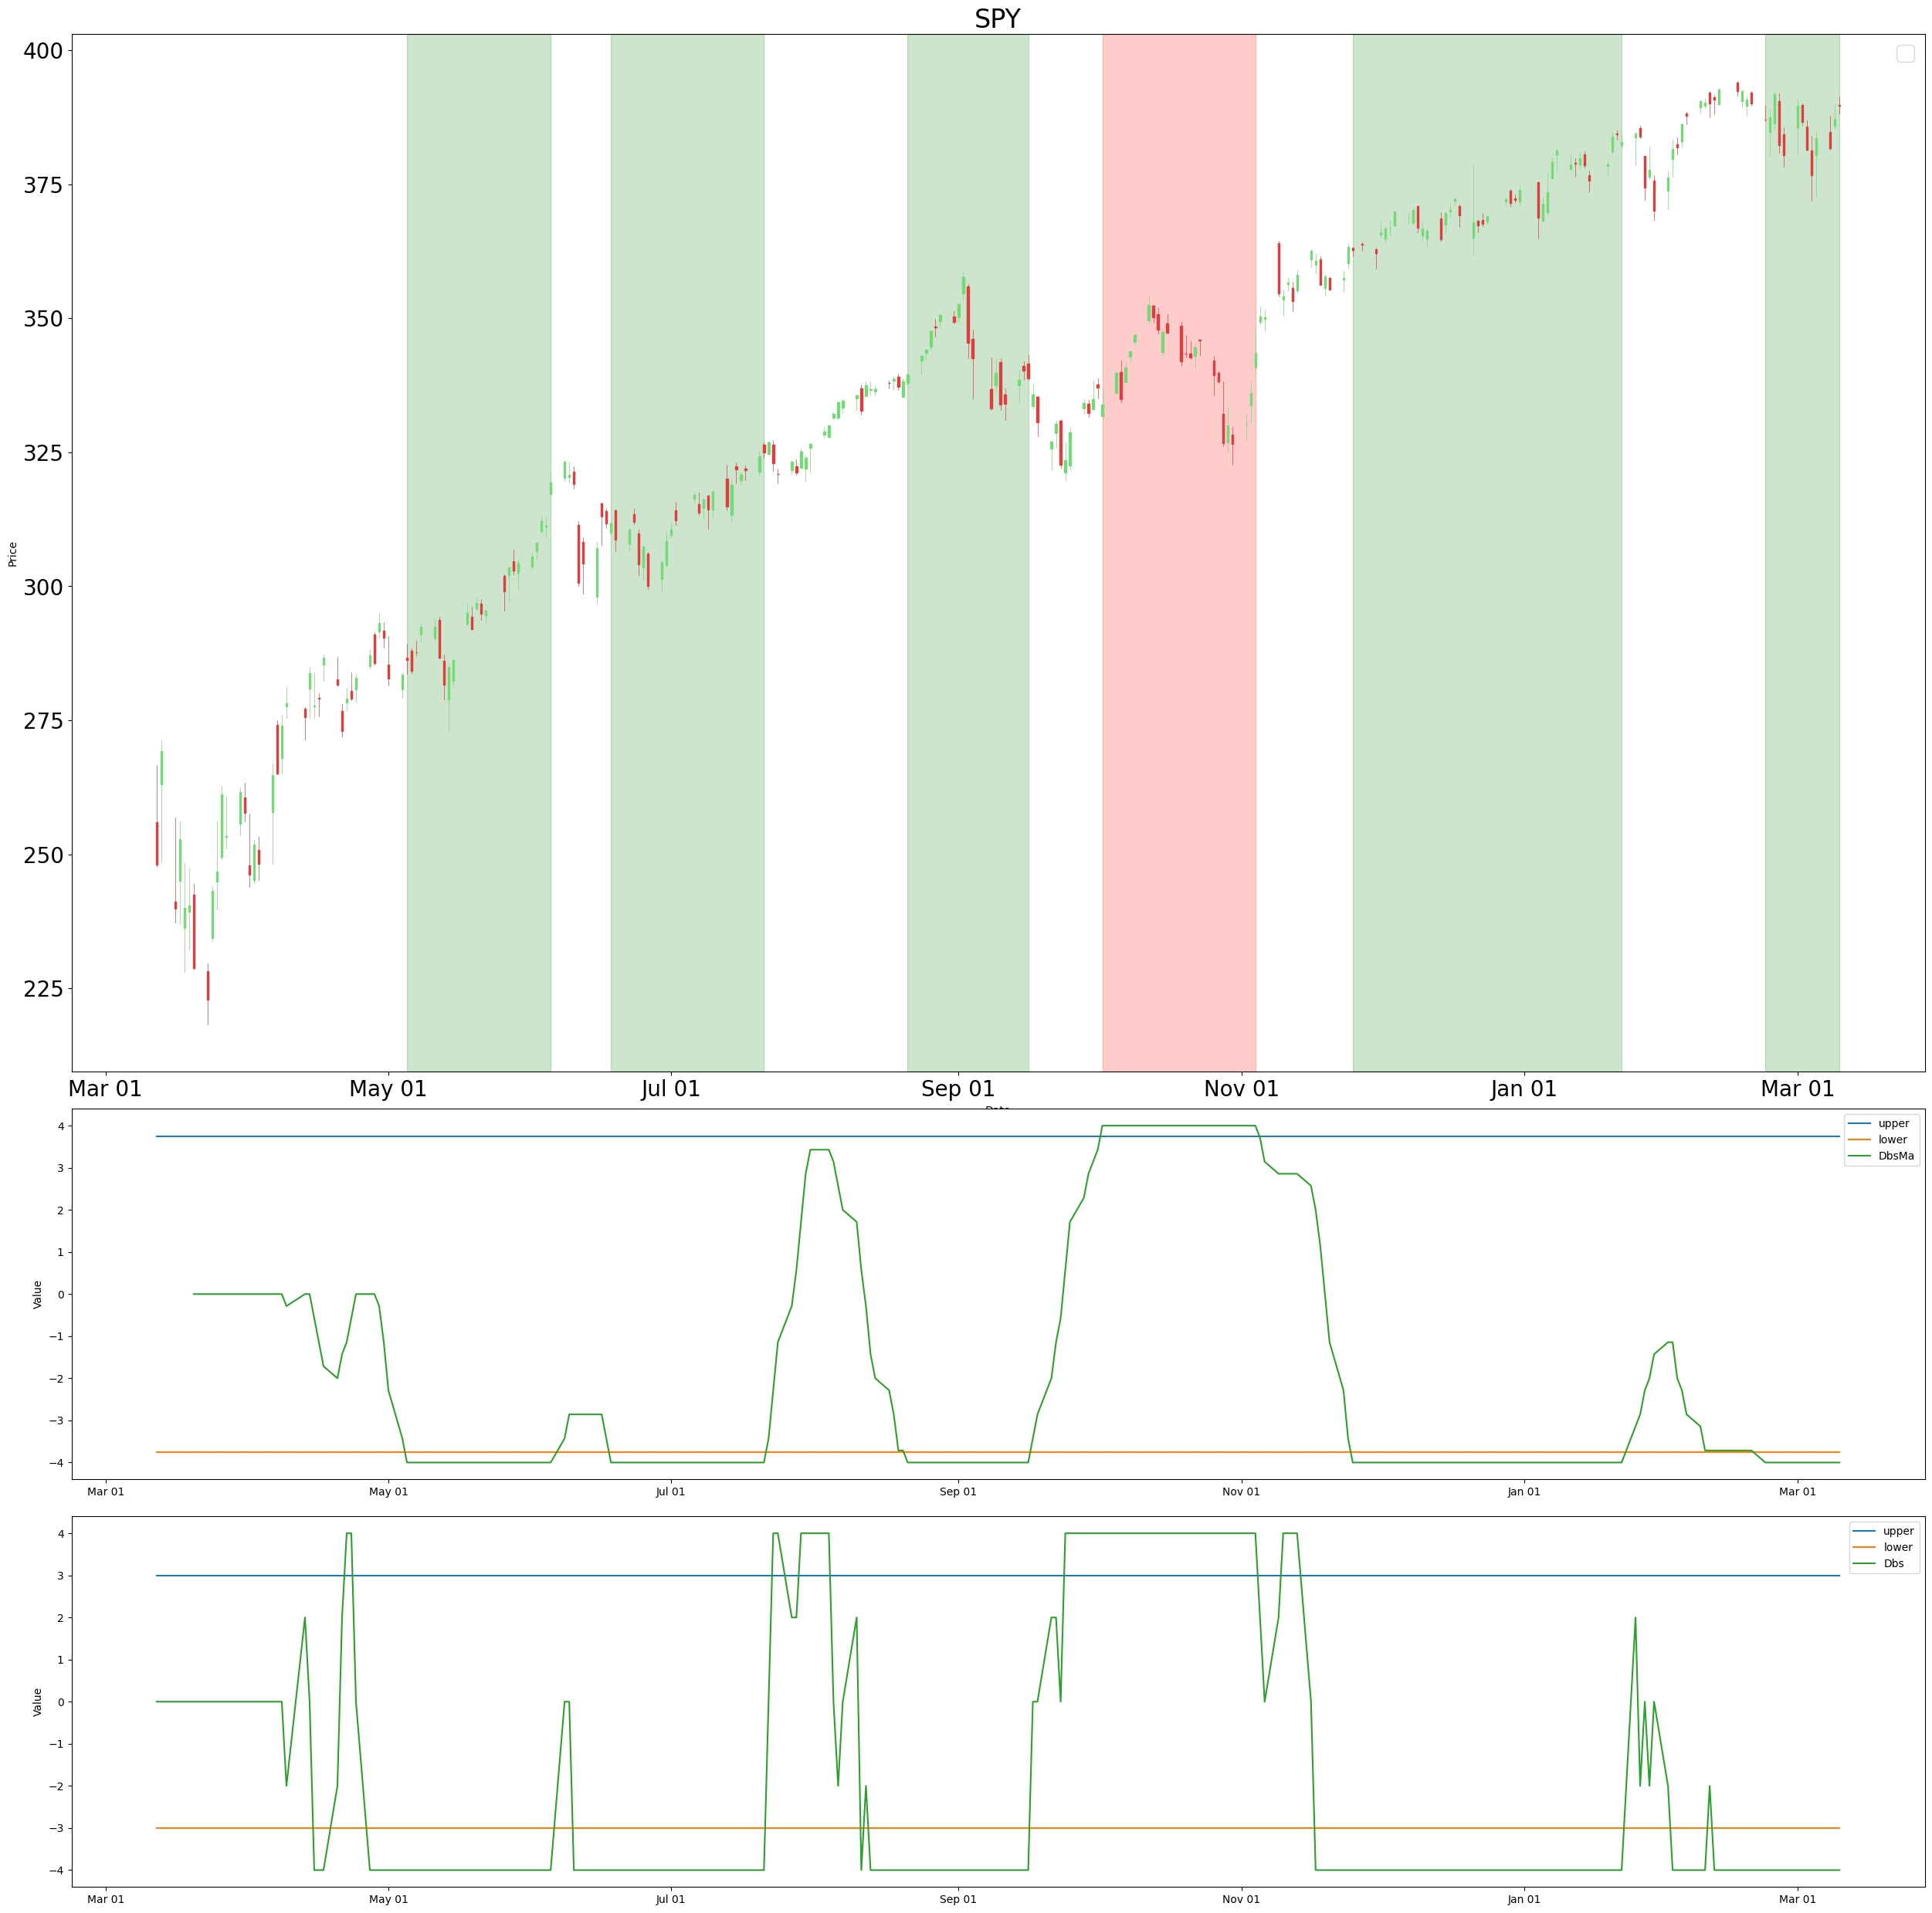 SPY
400
375
350
325
300
275
250
225
Price
Mar 01 May 01 Jul 01 Sep 01 Nov 01 Jan 01 Mar 01
Date
4
3
2
1
0
−1
−2
−3
−4
Value
upper
lower
DbsMa
Mar 01 May 01 Jul 01 Sep 01 Nov 01 Jan 01 Mar 01
4
3
2
1
0
−1
−2
−3
−4
Value
upper
lower
Dbs
Mar 01 May 01 Jul 01 Sep 01 Nov 01 Jan 01 Mar 01